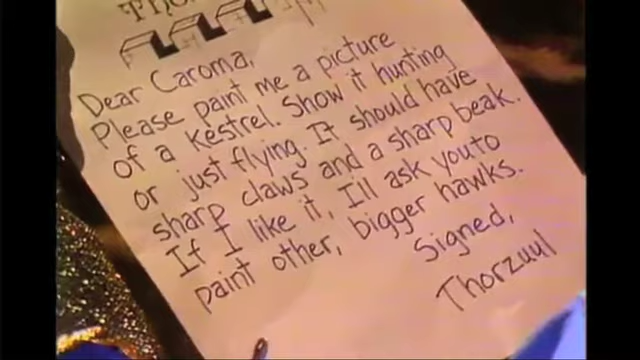 Dear Caroma,
Please paint me a picture
of a kestrel. Show it hunting
or just flying. It should have
sharp claws and a sharp beak.
If I like it, I'll ask you to
paint other, bigger hawks.
Signed,
Thorzuul